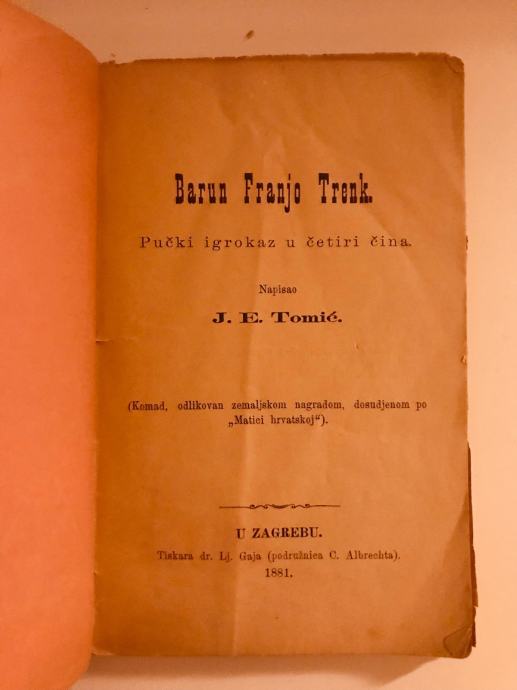 Barun Franjo Trenk.
Pučki igrokaz u četiri čina.
Napisao
J. E. Tomić.
(Komad, odlikovan zemaljskom nagradom, dosudjenom po
„Matici hrvatskoj“).
U ZAGREBU.
Tiskara dr. Lj. Gaja (podružnica C. Albrechta).
1881.